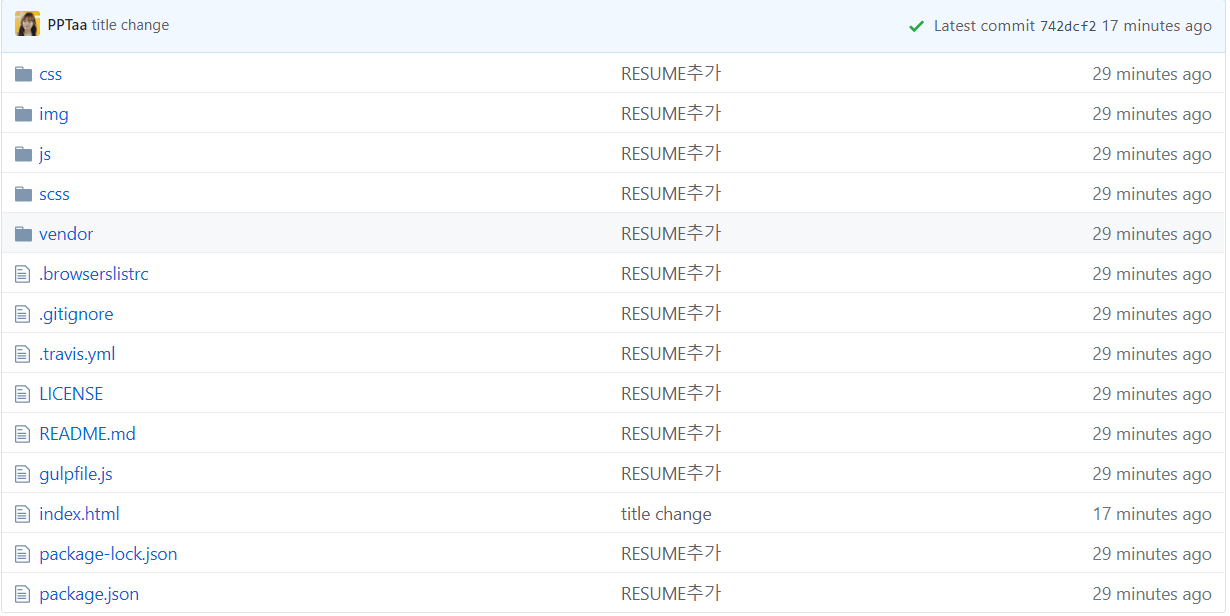 PPTaa title change Latest commit 742dcf2 17 minutes ago
css RESUME추가 29 minutes ago
img RESUME추가 29 minutes ago
js RESUME추가 29 minutes ago
scss RESUME추가 29 minutes ago
vendor RESUME추가 29 minutes ago
.browserslistrc RESUME추가 29 minutes ago
.gitignore RESUME추가 29 minutes ago
.travis.yml RESUME추가 29 minutes ago
LICENSE RESUME추가 29 minutes ago
README.md RESUME추가 29 minutes ago
gulpfile.js RESUME추가 29 minutes ago
index.html title change 17 minutes ago
package-lock.json RESUME추가 29 minutes ago
package.json RESUME추가 29 minutes ago